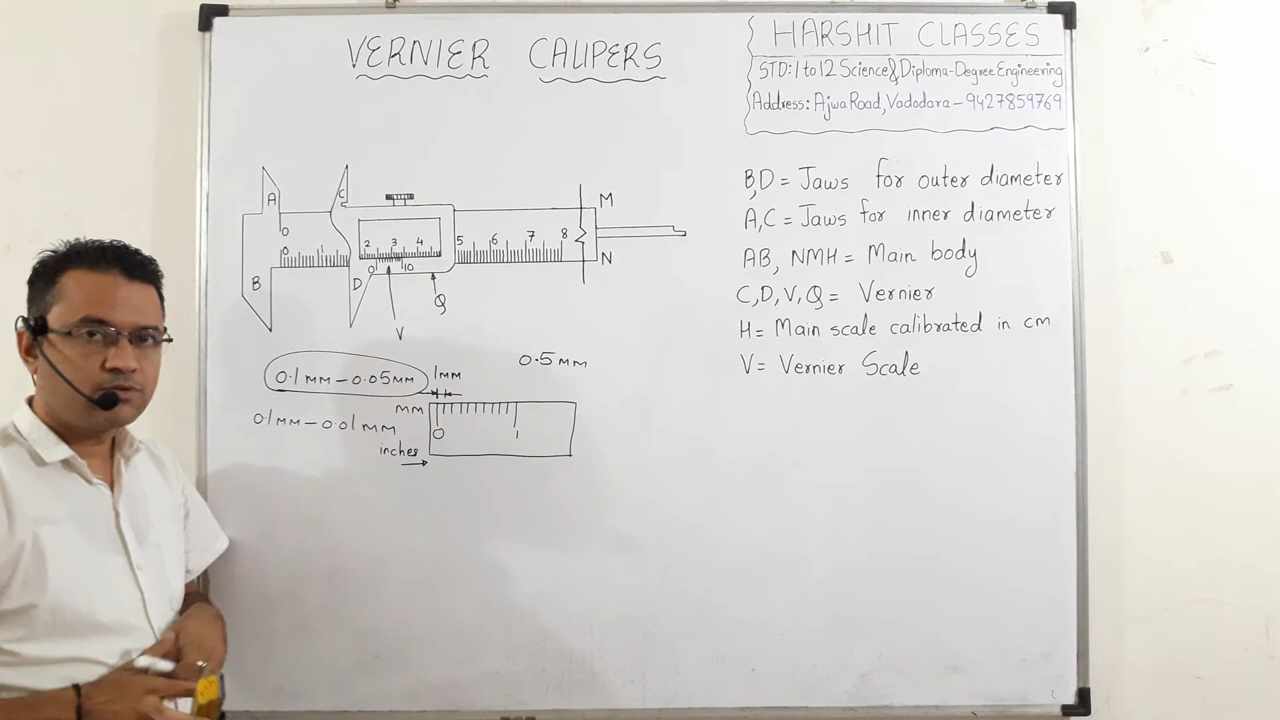 VERNIER CALIPERS
HARSHIT CLASSES
STD: 1 to 12 Science & Diploma-Degree Engineering
Address: Ajwa Road, Vadodara - 9427859769
B,D = Jaws for outer diameter
A,C = Jaws for inner diameter
AB, NMH = Main body
C,D,V,Q = Vernier
H = Main scale calibrated in cm
V = Vernier Scale
A
C
M
0
0 1
2 3 4
5 6 7 8
N
0 10
B
D
Q
V
0.5 MM
0.1 MM - 0.05 MM
1 MM
0.1 MM - 0.01 MM
MM
0 1
inches